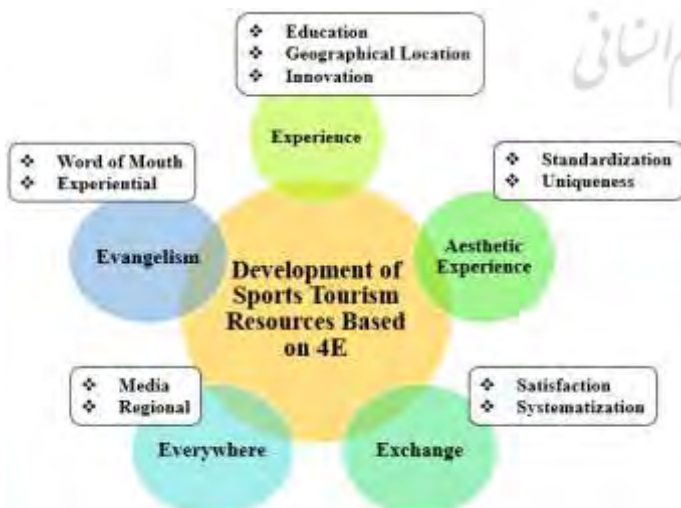 ❖ Education
❖ Geographical Location
❖ Innovation
Experience
❖ Word of Mouth
❖ Experiential
Evangelism
❖ Standardization
❖ Uniqueness
Aesthetic
Experience
Development of
Sports Tourism
Resources Based
on 4E
❖ Media
❖ Regional
Everywhere
❖ Satisfaction
❖ Systematization
Exchange